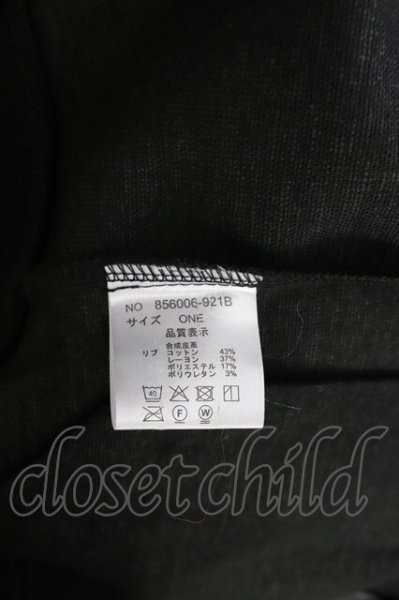 NO 856006-921B
サイズ ONE
品質表示
合成皮革
リブ コットン 43%
レーヨン 37%
ポリエステル 17%
ポリウレタン 3%
40
F W
closetchild